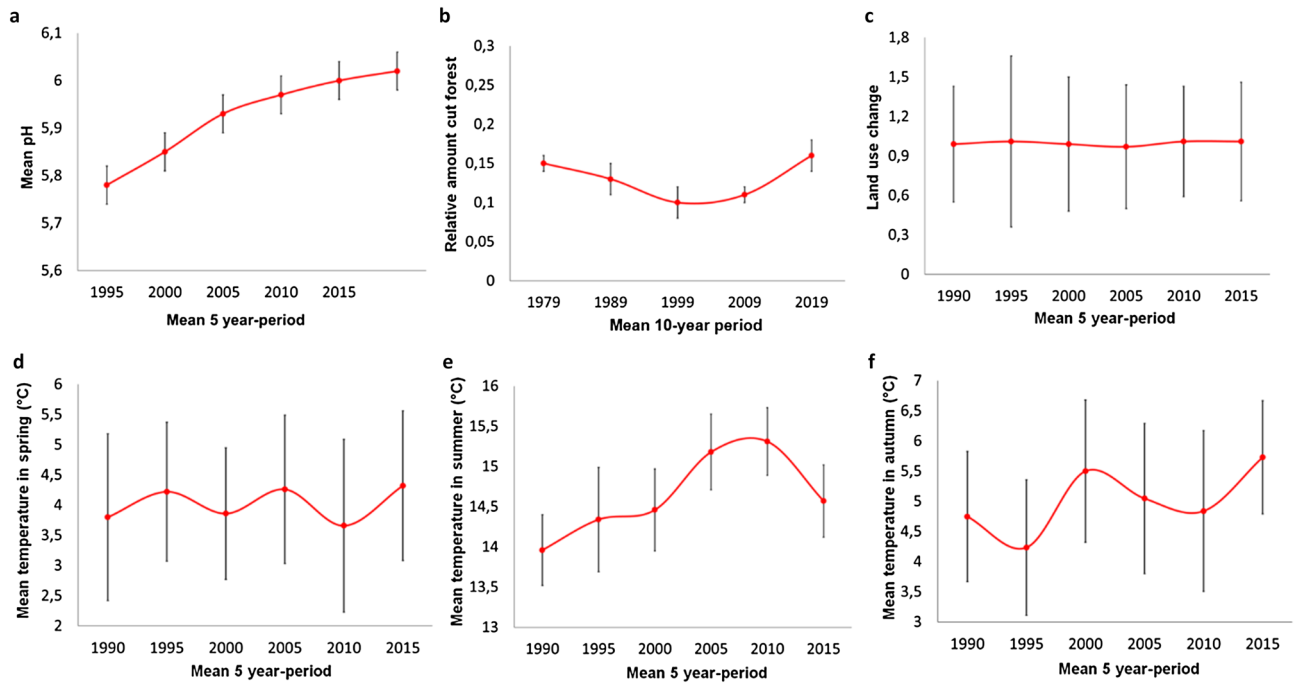 a
6,1
6
5,9
5,8
5,7
5,6
Mean pH
1995 2000 2005 2010 2015
Mean 5 year-period
b
0,3
0,25
0,2
0,15
0,1
0,05
0
Relative amount cut forest
1979 1989 1999 2009 2019
Mean 10-year period
c
1,8
1,5
1,2
0,9
0,6
0,3
0
Land use change
1990 1995 2000 2005 2010 2015
Mean 5 year-period
d
6
5,5
5
4,5
4
3,5
3
2,5
2
Mean temperature in spring (°C)
1990 1995 2000 2005 2010 2015
Mean 5 year-period
e
16
15,5
15
14,5
14
13,5
13
Mean temperature in summer (°C)
1990 1995 2000 2005 2010 2015
Mean 5 year-period
f
7
6,5
6
5,5
5
4,5
4
3,5
3
Mean temperature in autumn (°C)
1990 1995 2000 2005 2010 2015
Mean 5 year-period